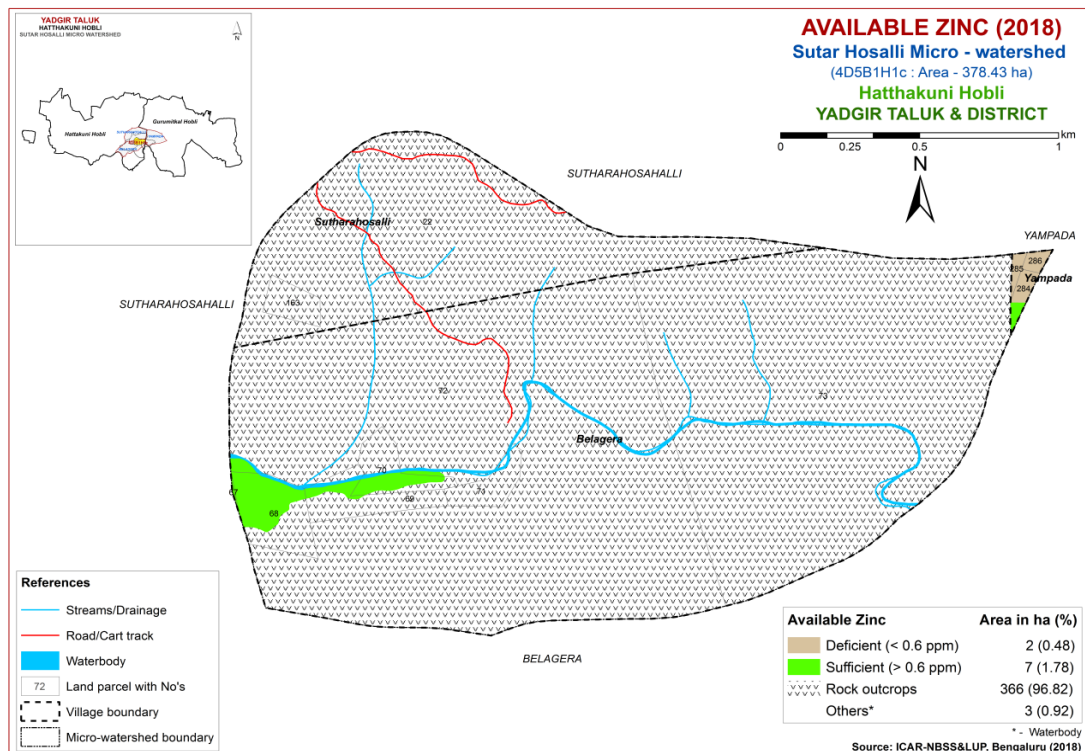 YADGIR TALUK
HATTHAKUNI HOBLI
SUTAR HOSALLI MICRO WATERSHED
N
Hattakuni Hobli
Gurumitkal Hobli
AVAILABLE ZINC (2018)
Sutar Hosalli Micro - watershed
(4D5B1H1c : Area - 378.43 ha)
Hatthakuni Hobli
YADGIR TALUK & DISTRICT
0 0.25 0.5 1
km
N
SUTHARAHOSAHALLI
YAMPADA
Sutharahosalli
22
286
285
Yampada
284
SUTHARAHOSAHALLI
163
72
73
Belagera
70
71
67
69
68
BELAGERA
References
Streams/Drainage
Road/Cart track
Waterbody
72 Land parcel with No's
Village boundary
Micro-watershed boundary
Available Zinc Area in ha (%)
Deficient (< 0.6 ppm) 2 (0.48)
Sufficient (> 0.6 ppm) 7 (1.78)
Rock outcrops 366 (96.82)
Others* 3 (0.92)
* - Waterbody
Source: ICAR-NBSS&LUP, Bengaluru (2018)